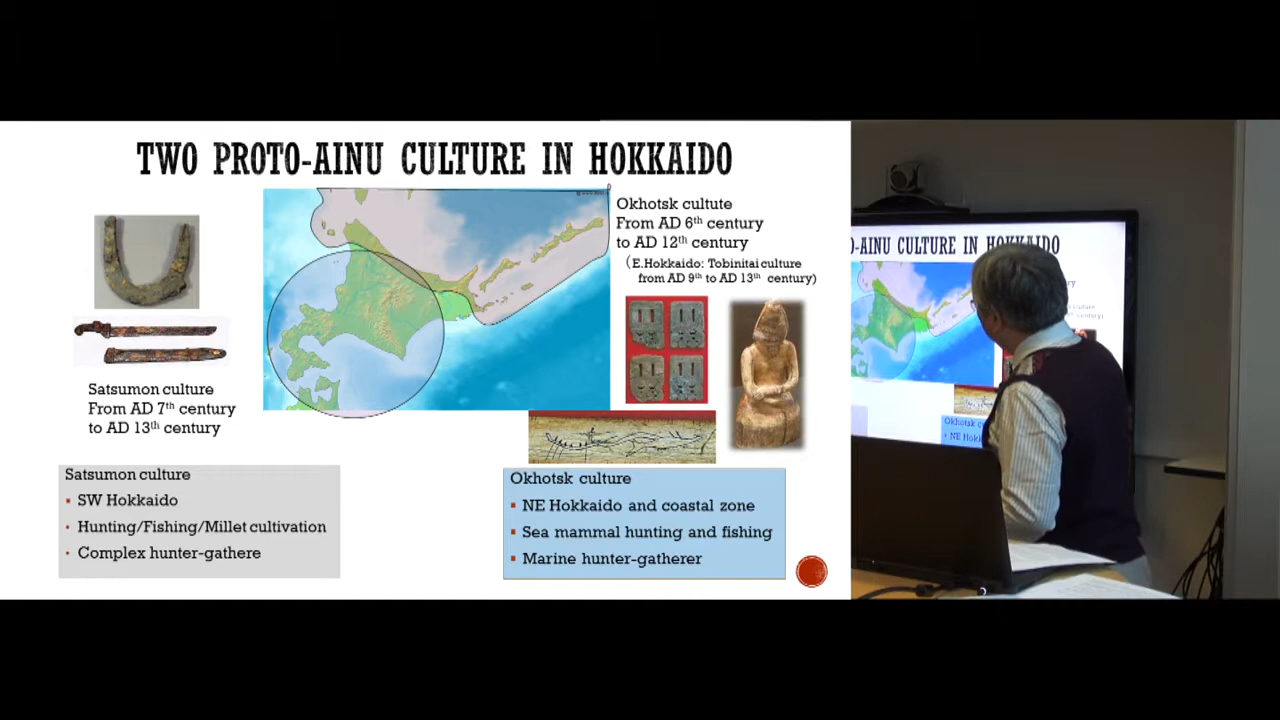 TWO PROTO-AINU CULTURE IN HOKKAIDO
Okhotsk cultute
From AD 6th century
to AD 12th century
(E.Hokkaido: Tobinitai culture
from AD 9th to AD 13th century)
Satsumon culture
From AD 7th century
to AD 13th century
Satsumon culture
▪ SW Hokkaido
▪ Hunting/Fishing/Millet cultivation
▪ Complex hunter-gathere
Okhotsk culture
▪ NE Hokkaido and coastal zone
▪ Sea mammal hunting and fishing
▪ Marine hunter-gatherer
O-AINU CULTURE IN HOKKAIDO